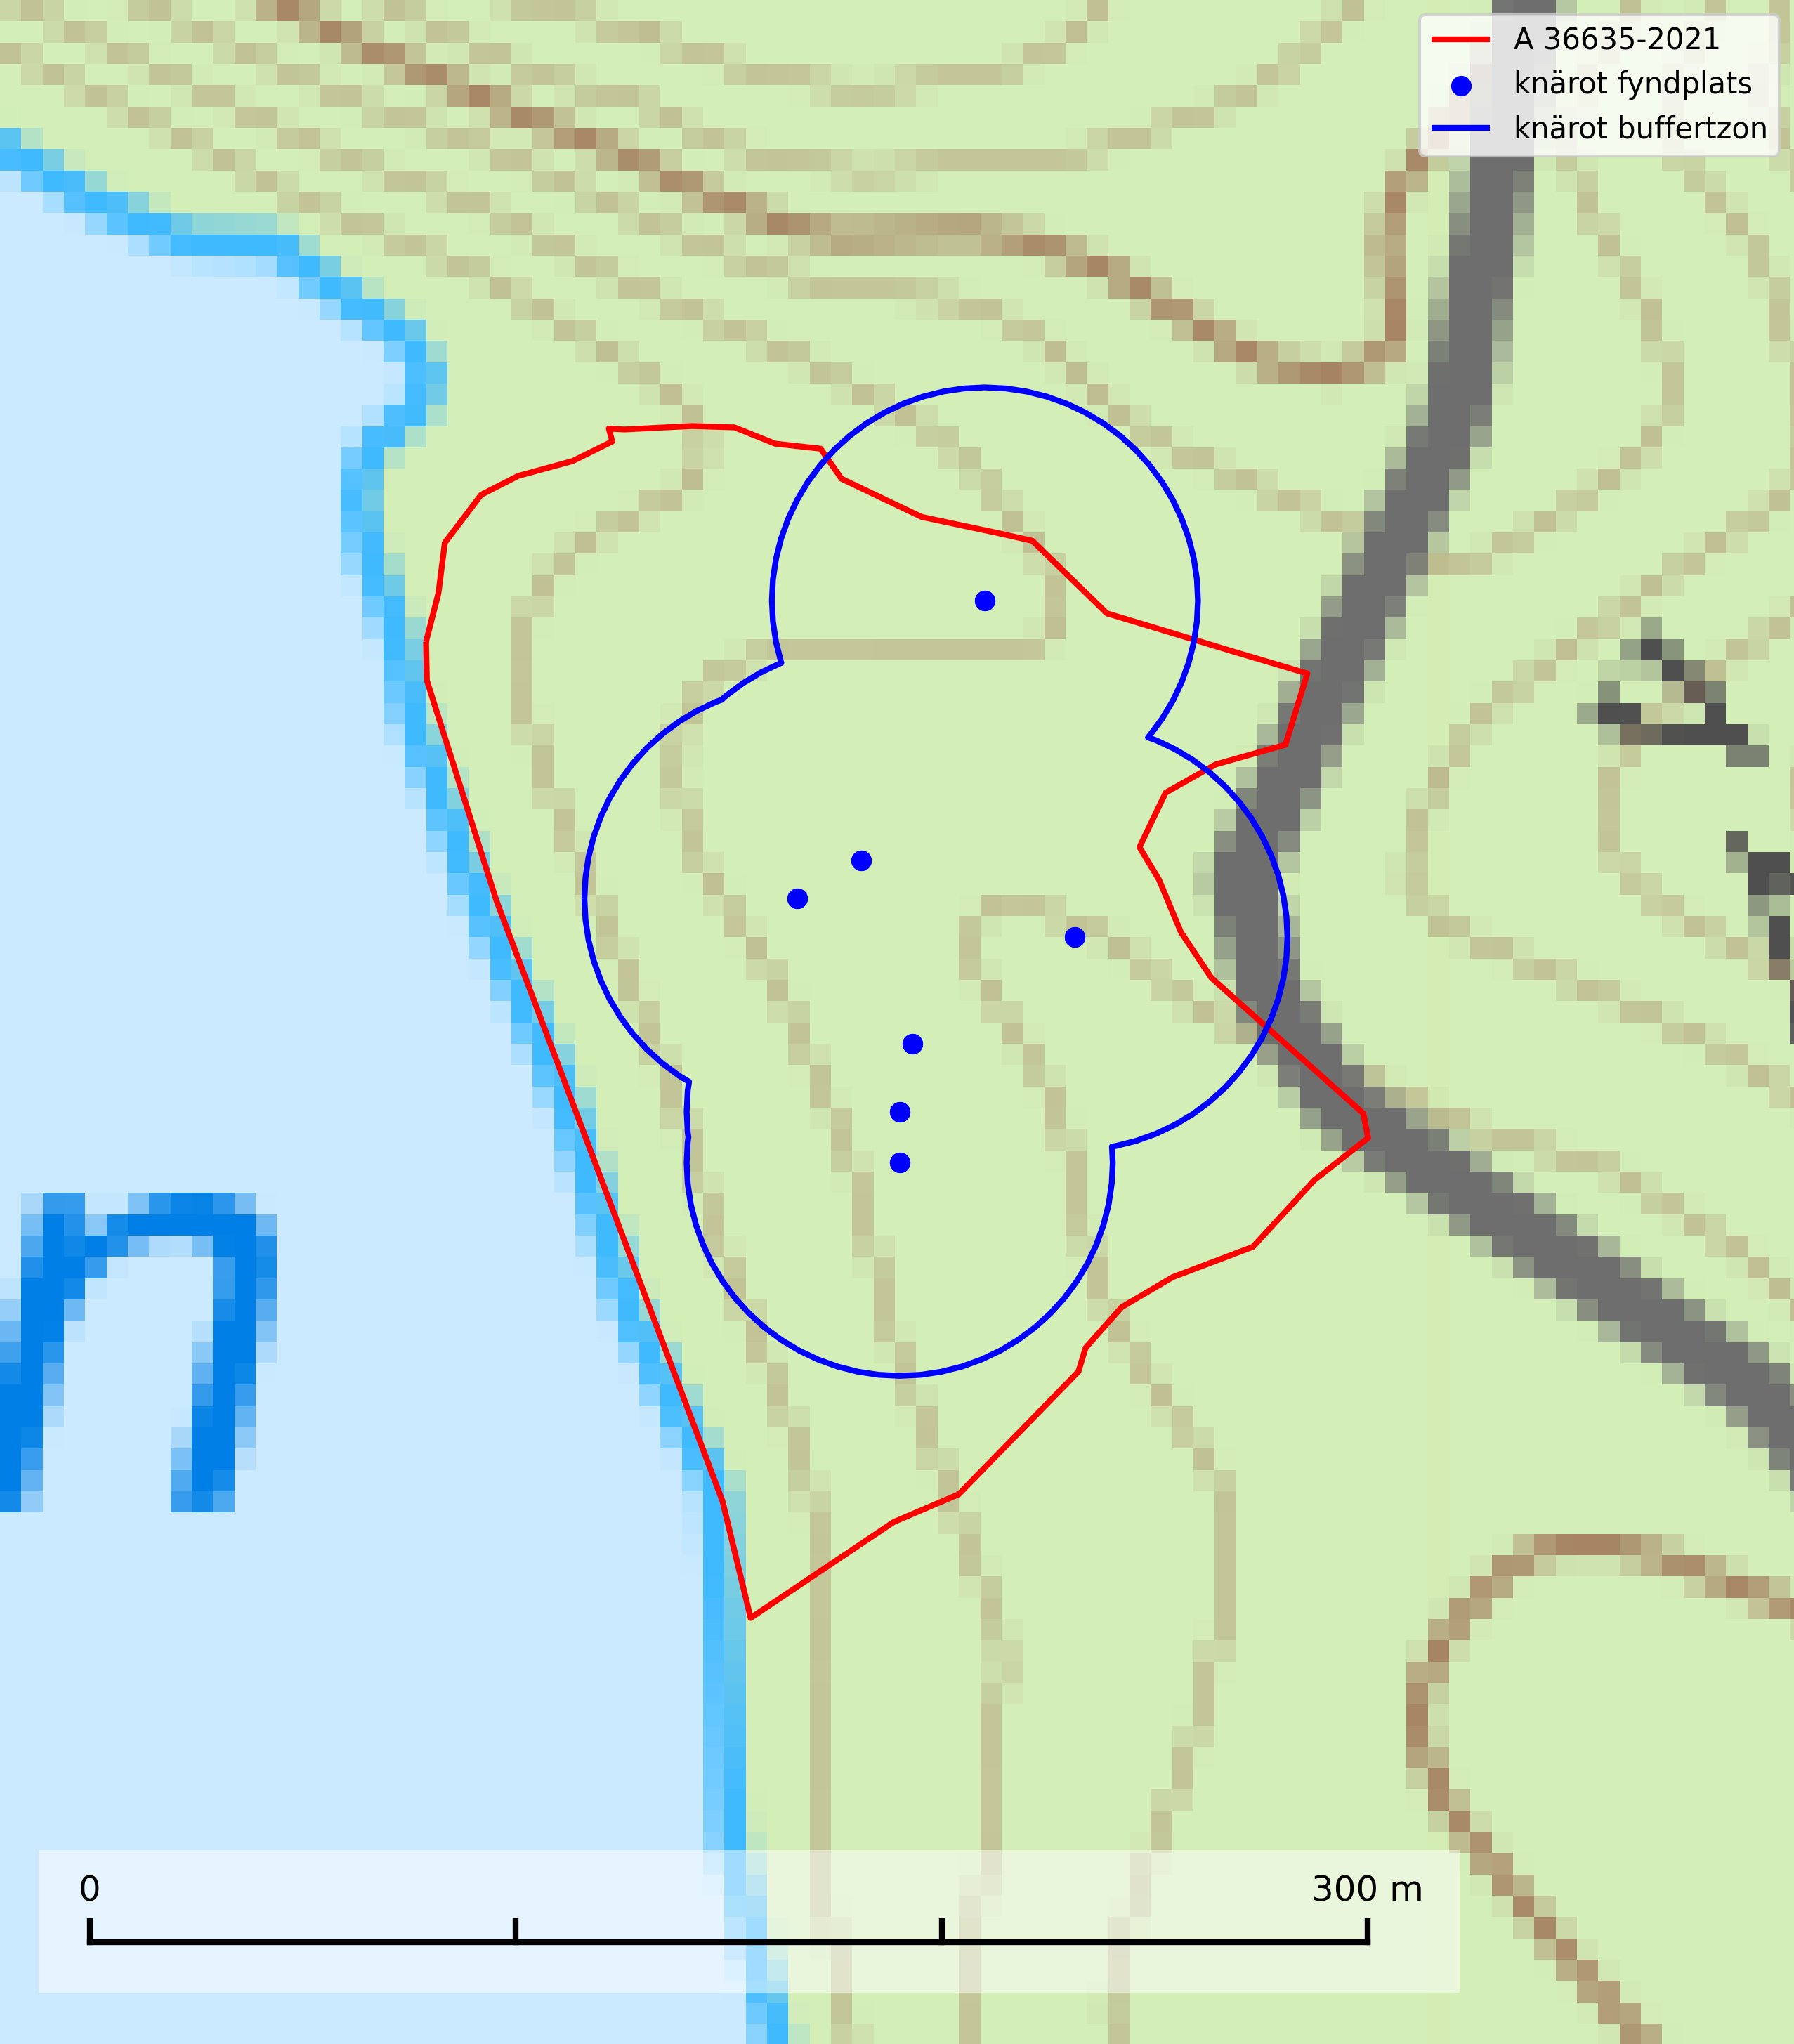 A 36635-2021
knärot fyndplats
knärot buffertzon
0
300 m